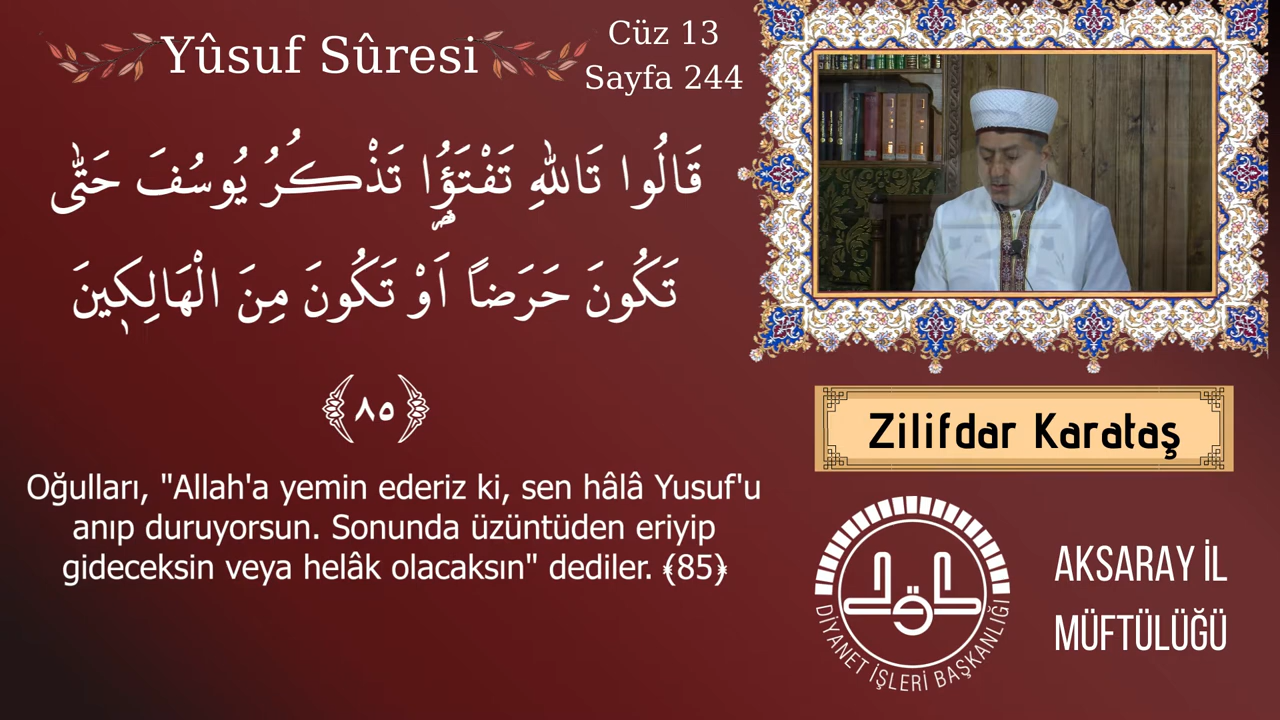 Yûsuf Sûresi
Cüz 13
Sayfa 244
قَالُوا تَاللّٰهِ تَفْتَؤُ۬ا تَذْكُرُ يُوسُفَ حَتّٰى
تَكُونَ حَرَضاً اَوْ تَكُونَ مِنَ الْهَالِك۪ينَ
﴿٨٥﴾
Oğulları, "Allah'a yemin ederiz ki, sen hâlâ Yusuf'u
anıp duruyorsun. Sonunda üzüntüden eriyip
gideceksin veya helâk olacaksın" dediler. ﴾85﴿
Zilifdar Karataş
DİYANET İŞLERİ BAŞKANLIĞI
AKSARAY İL
MÜFTÜLÜĞÜ